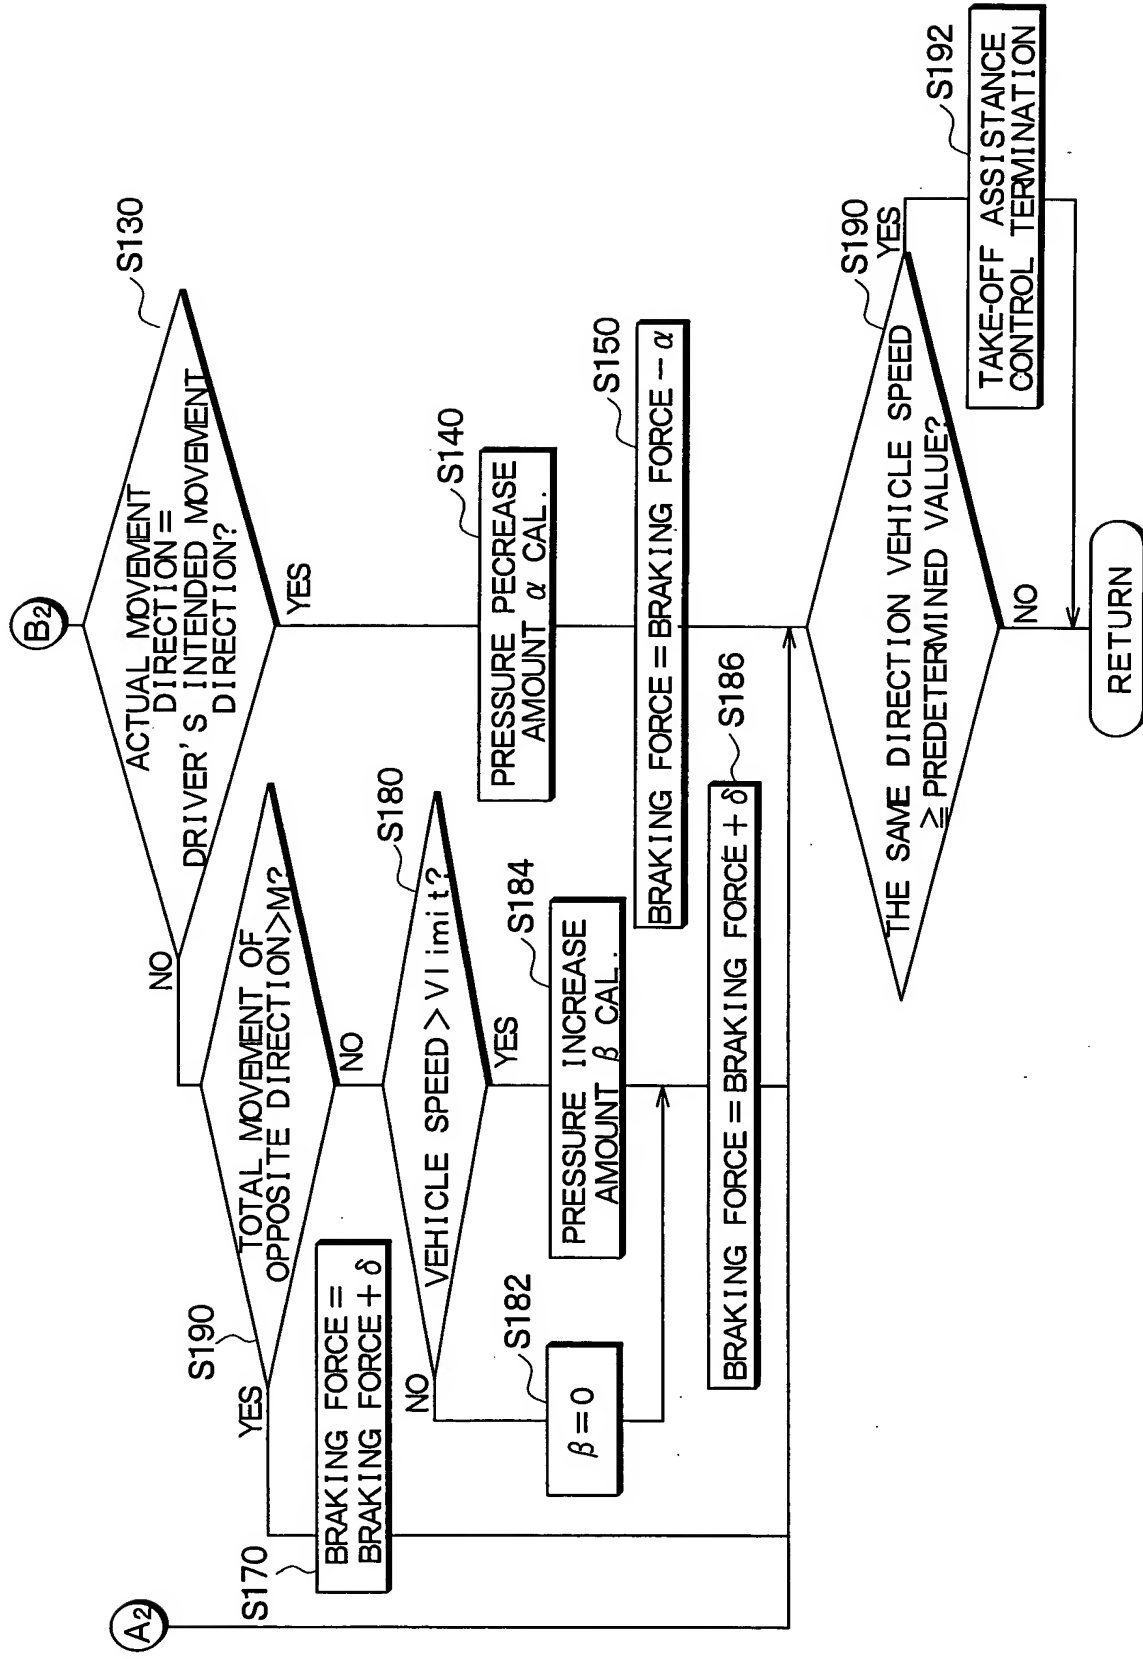 B2
S130
ACTUAL MOVEMENT
DIRECTION =
DRIVER'S INTENDED MOVEMENT
DIRECTION?
NO
YES
S190
TOTAL MOVEMENT OF
OPPOSITE DIRECTION>M?
YES
NO
S170
BRAKING FORCE =
BRAKING FORCE + δ
S180
VEHICLE SPEED > Vlimit?
NO
YES
S140
PRESSURE PECREASE
AMOUNT α CAL.
S182
β = 0
S184
PRESSURE INCREASE
AMOUNT β CAL.
S150
BRAKING FORCE = BRAKING FORCE − α
S186
BRAKING FORCE = BRAKING FORCE + δ
A2
S190
THE SAME DIRECTION VEHICLE SPEED
≧ PREDETERMINED VALUE?
YES
NO
S192
TAKE-OFF ASSISTANCE
CONTROL TERMINATION
RETURN